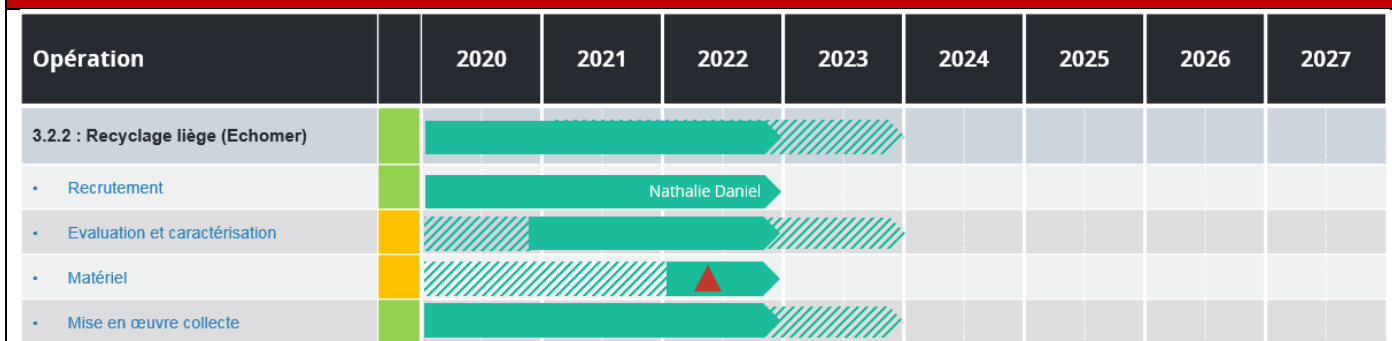 Opération 2020 2021 2022 2023 2024 2025 2026 2027
3.2.2 : Recyclage liège (Echomer)
• Recrutement Nathalie Daniel
• Evaluation et caractérisation
• Matériel
• Mise en œuvre collecte